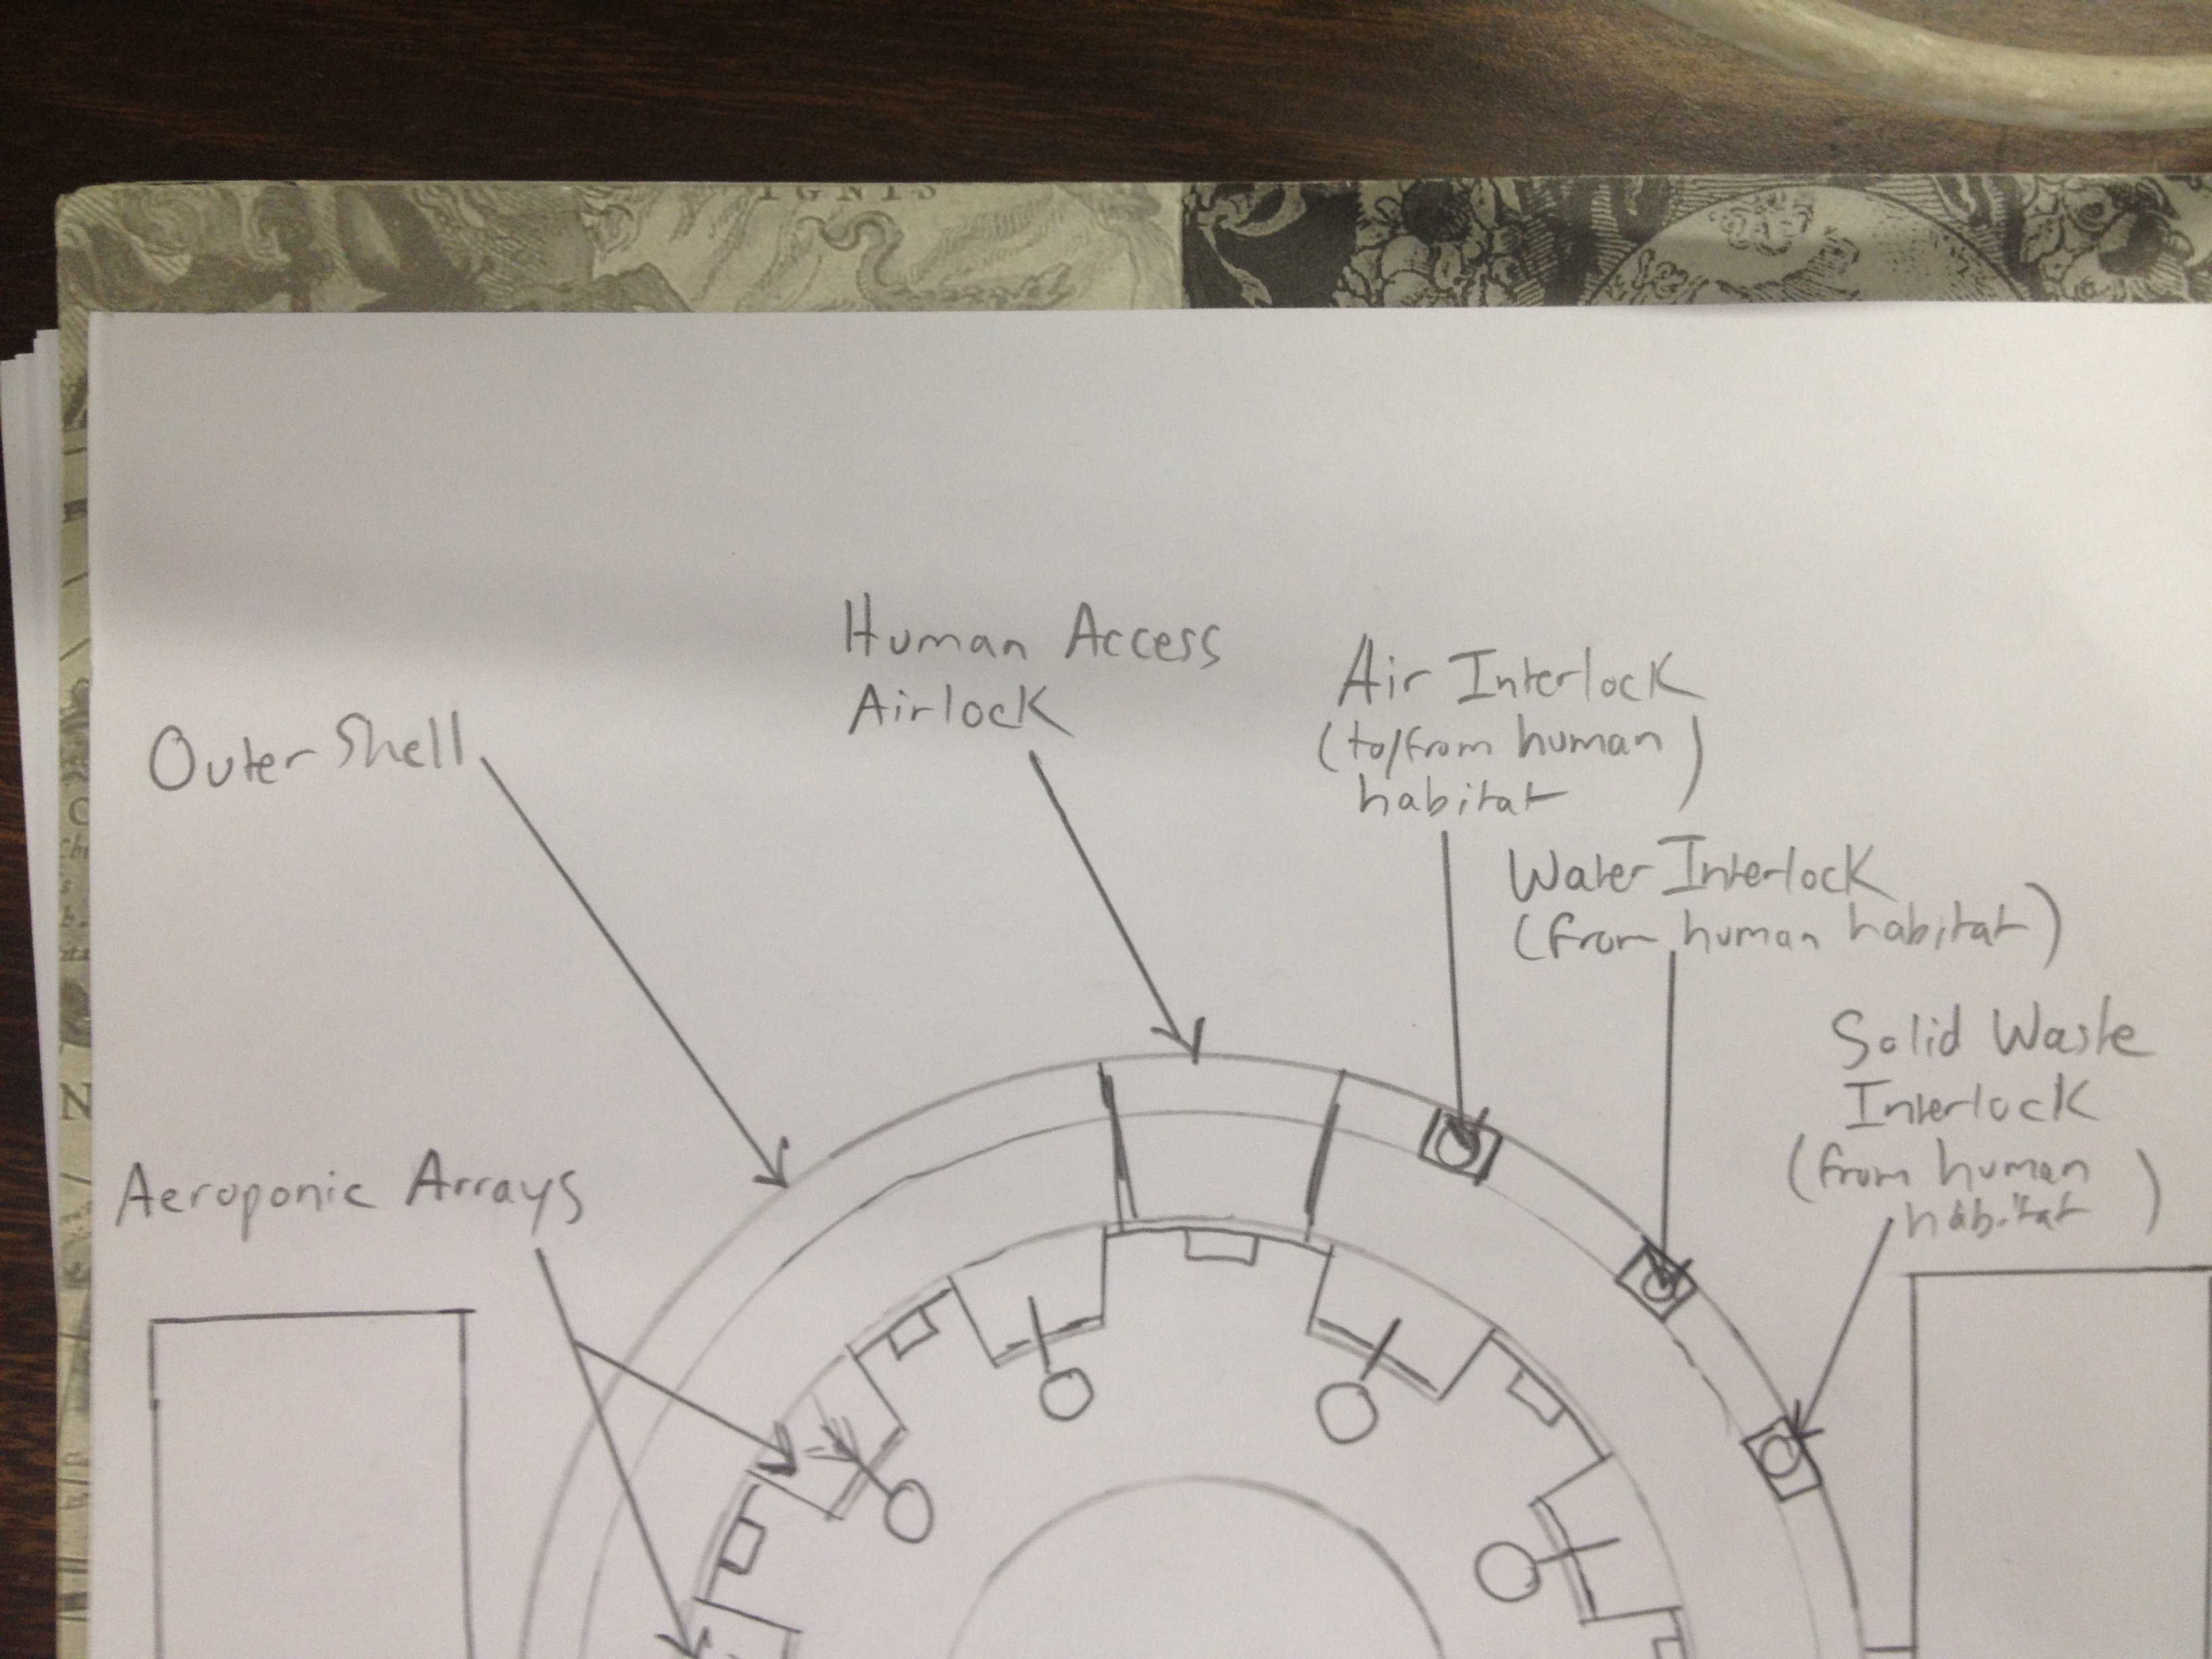 IGNIS
Human Access
Airlock
Air Interlock
(to/from human)
habitat
Outer Shell
Water Interlock
(from human habitat)
Solid Waste
Interlock
(from human
habitat)
Aeroponic Arrays
N